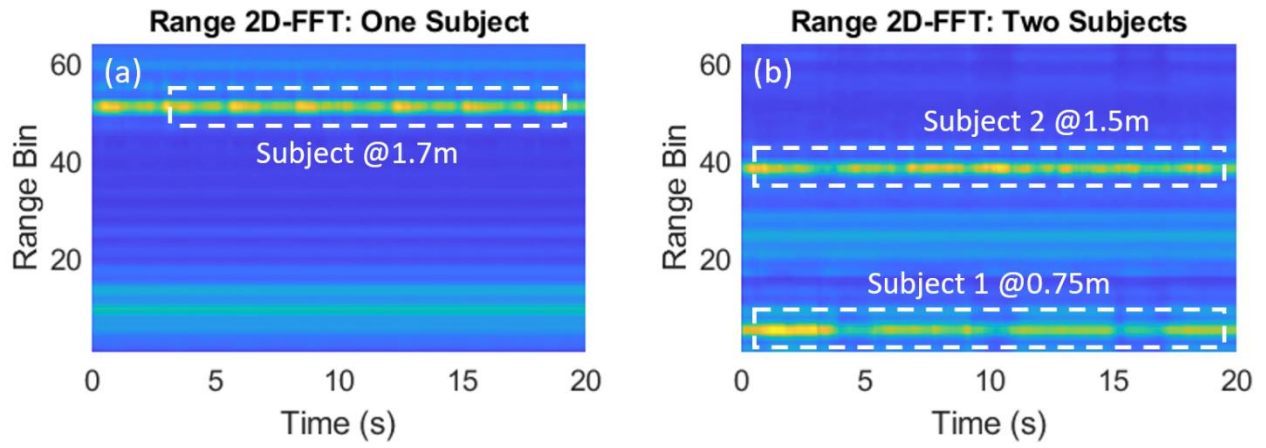 Range 2D-FFT: One Subject
(a)
Subject @1.7m
60
40
20
Range Bin
0 5 10 15 20
Time (s)
Range 2D-FFT: Two Subjects
(b)
Subject 2 @1.5m
Subject 1 @0.75m
60
40
20
Range Bin
0 5 10 15 20
Time (s)